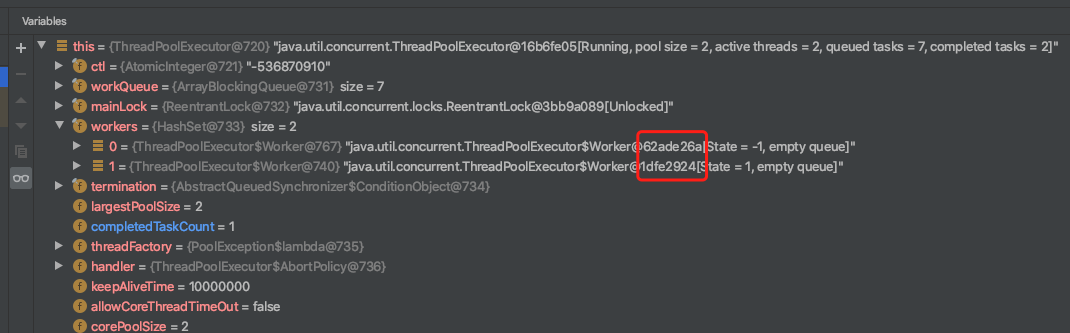 Variables
this = {ThreadPoolExecutor@720} "java.util.concurrent.ThreadPoolExecutor@16b6fe05[Running, pool size = 2, active threads = 2, queued tasks = 7, completed tasks = 2]"
f ctl = {AtomicInteger@721} "-536870910"
f workQueue = {ArrayBlockingQueue@731} size = 7
f mainLock = {ReentrantLock@732} "java.util.concurrent.locks.ReentrantLock@3bb9a089[Unlocked]"
f workers = {HashSet@733} size = 2
0 = {ThreadPoolExecutor$Worker@767} "java.util.concurrent.ThreadPoolExecutor$Worker@62ade26a[State = -1, empty queue]"
1 = {ThreadPoolExecutor$Worker@740} "java.util.concurrent.ThreadPoolExecutor$Worker@1dfe2924[State = 1, empty queue]"
f termination = {AbstractQueuedSynchronizer$ConditionObject@734}
f largestPoolSize = 2
f completedTaskCount = 1
f threadFactory = {PoolException$lambda@735}
f handler = {ThreadPoolExecutor$AbortPolicy@736}
f keepAliveTime = 10000000
f allowCoreThreadTimeOut = false
f corePoolSize = 2